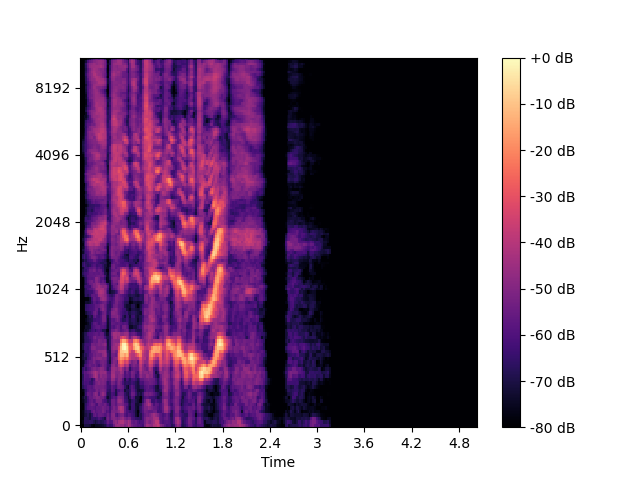 +0 dB
8192
-10 dB
4096
-20 dB
-30 dB
2048
-40 dB
Hz
1024
-50 dB
512
-60 dB
-70 dB
0
-80 dB
0 0.6 1.2 1.8 2.4 3 3.6 4.2 4.8
Time